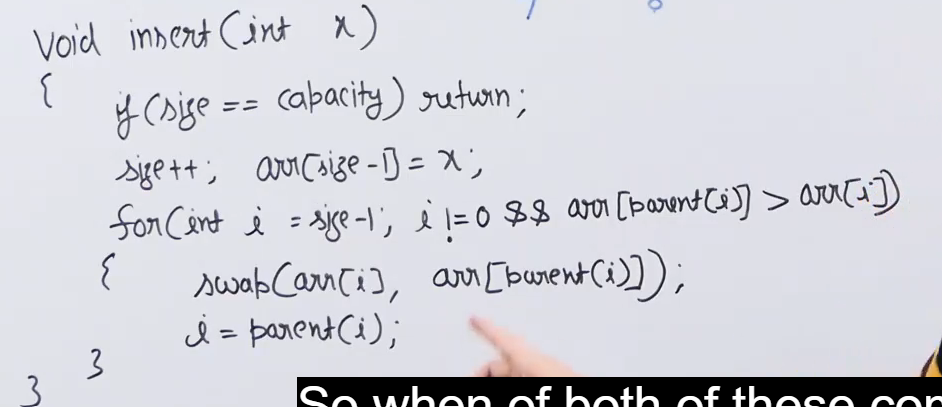 void insert(int x)
{
if(size == capacity) return;
size++; arr[size-1] = x;
for(int i = size-1; i != 0 && arr[parent(i)] > arr[i])
{
swap(arr[i], arr[parent(i)]);
i = parent(i);
}
}
So when of both of these con